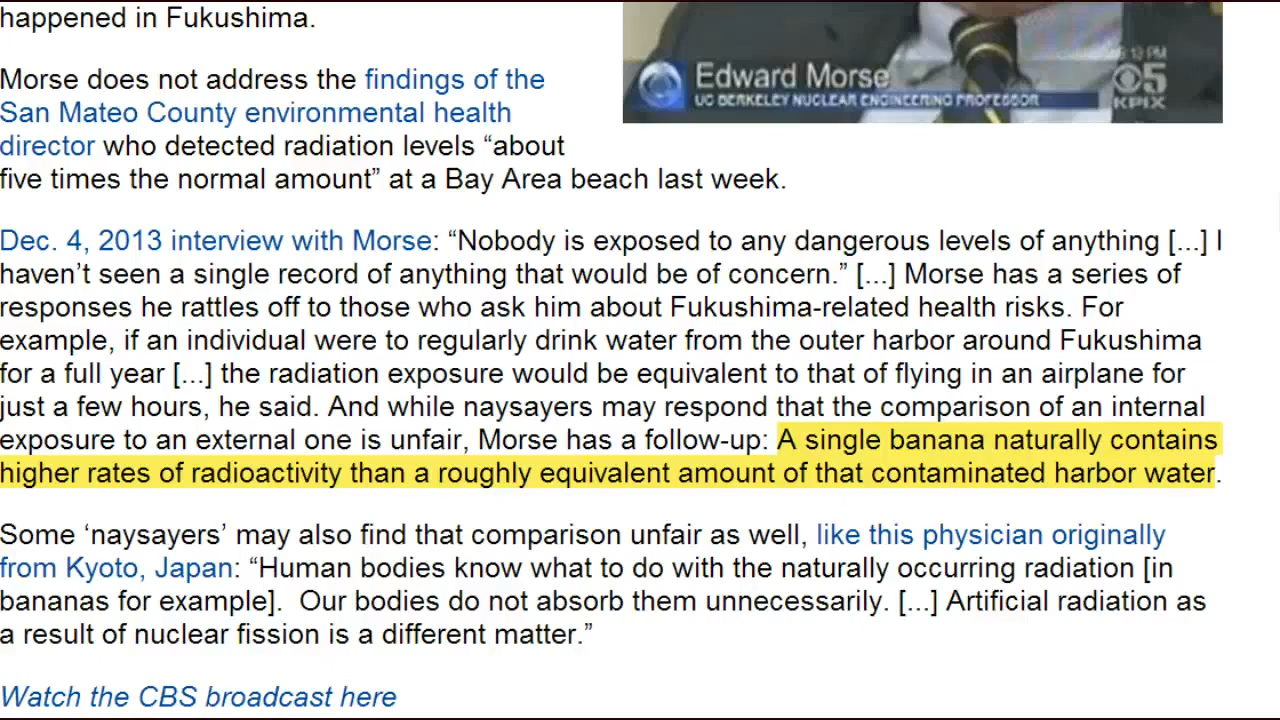 happened in Fukushima.
Edward Morse
UC BERKELEY NUCLEAR ENGINEERING PROFESSOR
5
KPIX
Morse does not address the findings of the
San Mateo County environmental health
director who detected radiation levels “about
five times the normal amount” at a Bay Area beach last week.
Dec. 4, 2013 interview with Morse: “Nobody is exposed to any dangerous levels of anything [...] I
haven’t seen a single record of anything that would be of concern.” [...] Morse has a series of
responses he rattles off to those who ask him about Fukushima-related health risks. For
example, if an individual were to regularly drink water from the outer harbor around Fukushima
for a full year [...] the radiation exposure would be equivalent to that of flying in an airplane for
just a few hours, he said. And while naysayers may respond that the comparison of an internal
exposure to an external one is unfair, Morse has a follow-up: A single banana naturally contains
higher rates of radioactivity than a roughly equivalent amount of that contaminated harbor water.
Some ‘naysayers’ may also find that comparison unfair as well, like this physician originally
from Kyoto, Japan: “Human bodies know what to do with the naturally occurring radiation [in
bananas for example].  Our bodies do not absorb them unnecessarily. [...] Artificial radiation as
a result of nuclear fission is a different matter.”
Watch the CBS broadcast here